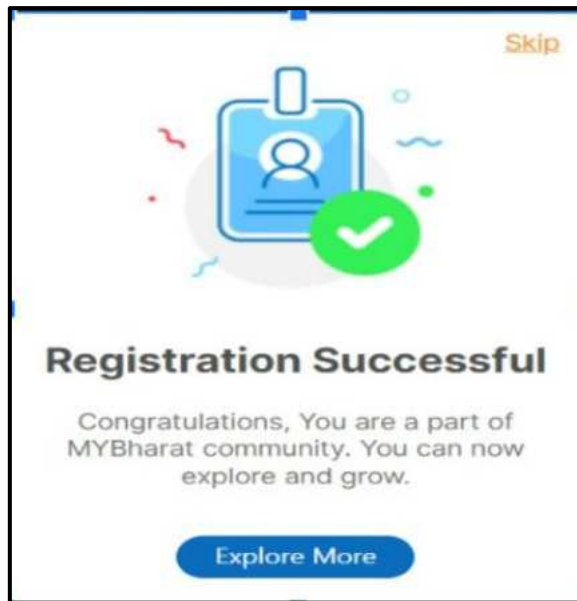 Skip
Registration Successful
Congratulations, You are a part of
MYBharat community. You can now
explore and grow.
Explore More